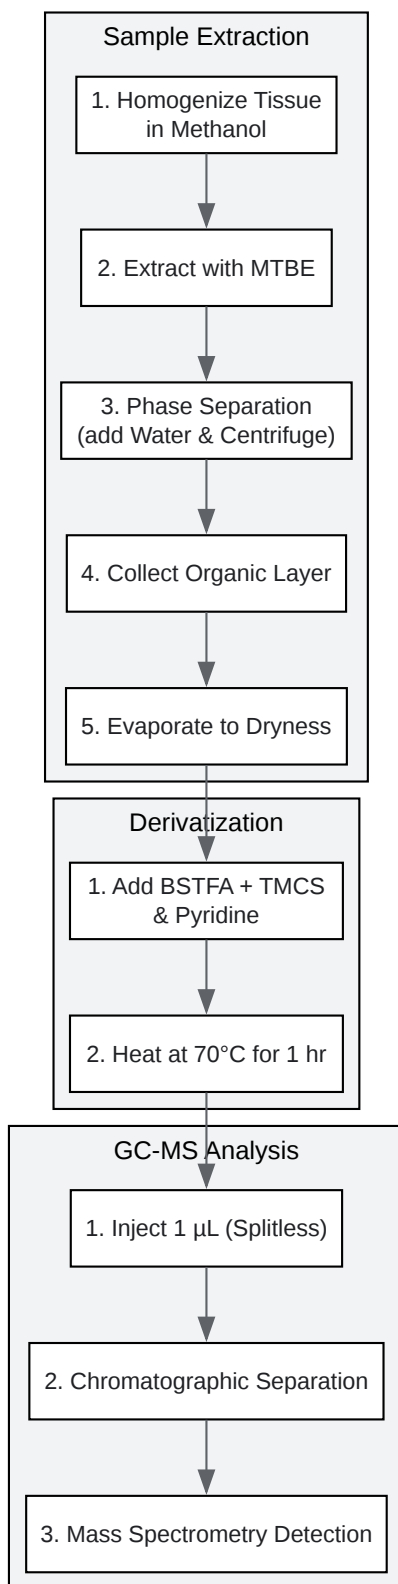 Sample Extraction
1. Homogenize Tissue
in Methanol
2. Extract with MTBE
3. Phase Separation
(add Water & Centrifuge)
4. Collect Organic Layer
5. Evaporate to Dryness
Derivatization
1. Add BSTFA + TMCS
& Pyridine
2. Heat at 70°C for 1 hr
GC-MS Analysis
1. Inject 1 µL (Splitless)
2. Chromatographic Separation
3. Mass Spectrometry Detection